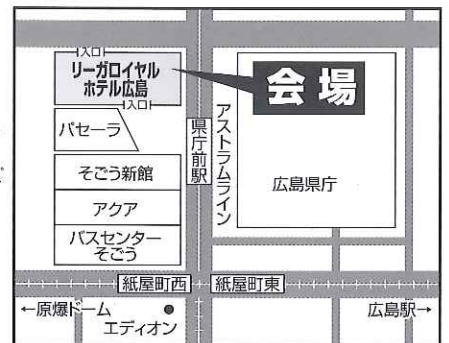 入口
リーガロイヤル
ホテル広島
入口
会場
パセーラ
県庁前駅
アストラムライン
そごう新館
広島県庁
アクア
バスセンター
そごう
紙屋町西
紙屋町東
←原爆ドーム
エディオン
広島駅→